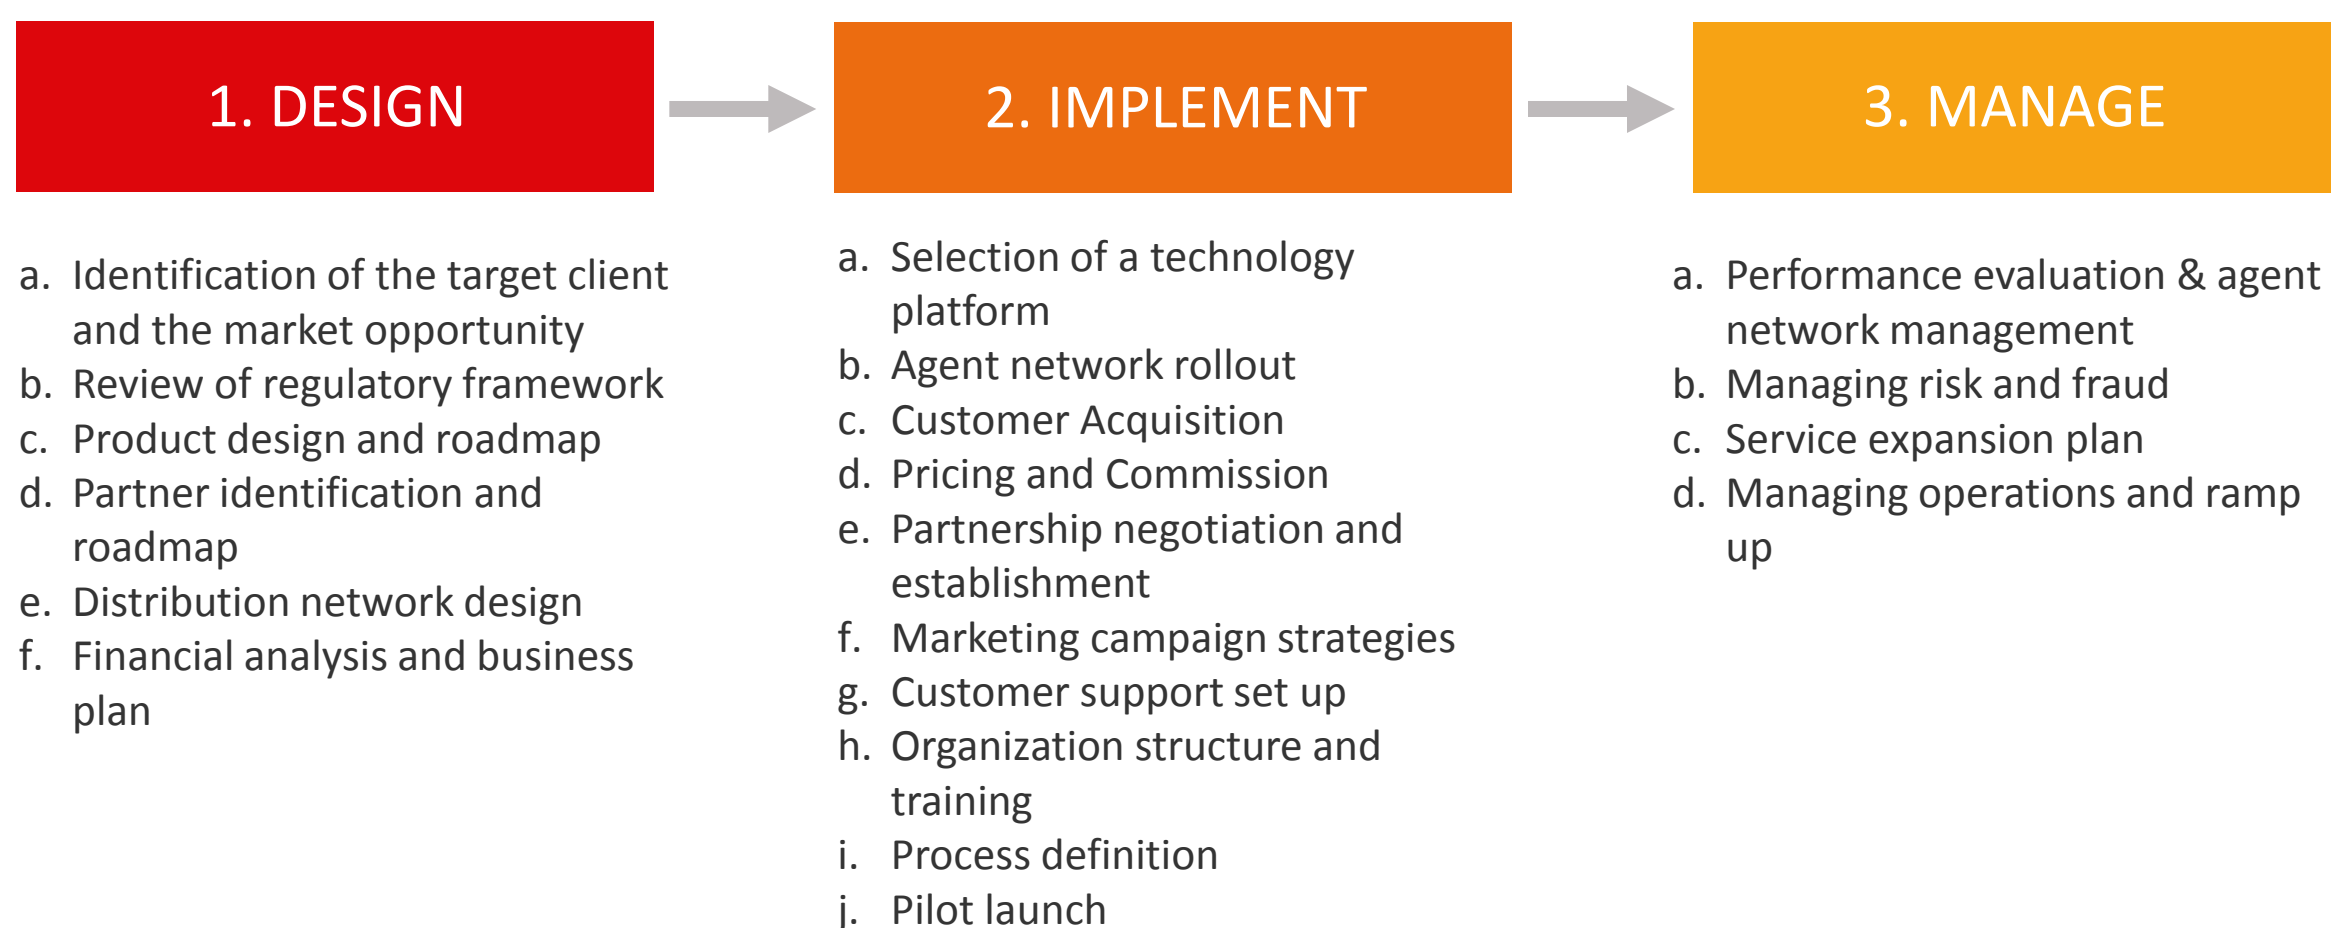 1. DESIGN
a. Identification of the target client
and the market opportunity
b. Review of regulatory framework
c. Product design and roadmap
d. Partner identification and
roadmap
e. Distribution network design
f. Financial analysis and business
plan
2. IMPLEMENT
a. Selection of a technology
platform
b. Agent network rollout
c. Customer Acquisition
d. Pricing and Commission
e. Partnership negotiation and
establishment
f. Marketing campaign strategies
g. Customer support set up
h. Organization structure and
training
i. Process definition
j. Pilot launch
3. MANAGE
a. Performance evaluation & agent
network management
b. Managing risk and fraud
c. Service expansion plan
d. Managing operations and ramp
up